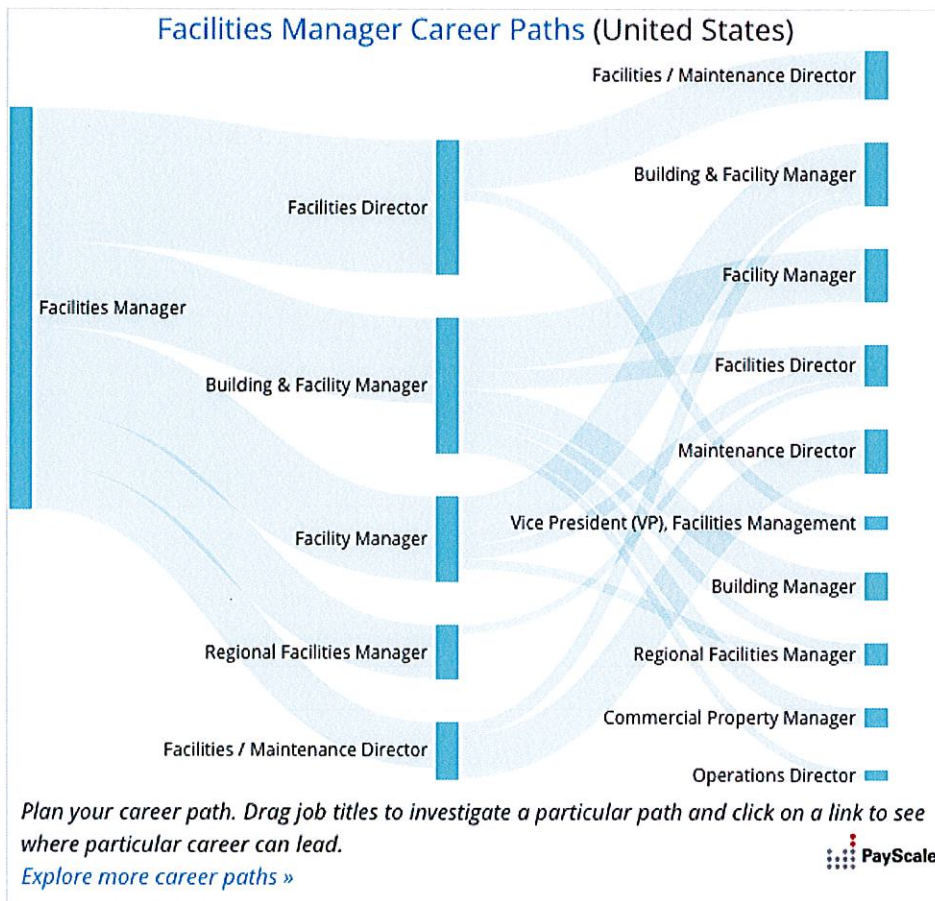 Facilities Manager Career Paths (United States)
Facilities / Maintenance Director
Building & Facility Manager
Facilities Director
Facility Manager
Facilities Manager
Facilities Director
Building & Facility Manager
Maintenance Director
Vice President (VP), Facilities Management
Facility Manager
Building Manager
Regional Facilities Manager
Regional Facilities Manager
Commercial Property Manager
Facilities / Maintenance Director
Operations Director
Plan your career path. Drag job titles to investigate a particular path and click on a link to see
where particular career can lead.
PayScale
Explore more career paths »